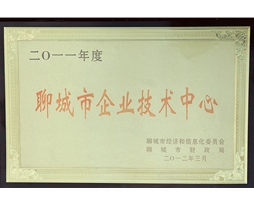 二〇一一年度
聊城市企业技术中心
聊城市经济和信息化委员会
聊城市财政局
二〇一二年三月